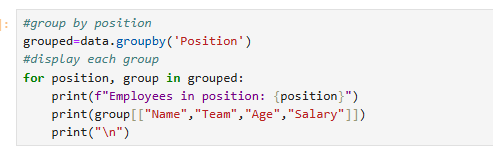 ]:
#group by position
grouped=data.groupby('Position')
#display each group
for position, group in grouped:
    print(f"Employees in position: {position}")
    print(group[["Name","Team","Age","Salary"]])
    print("\n")